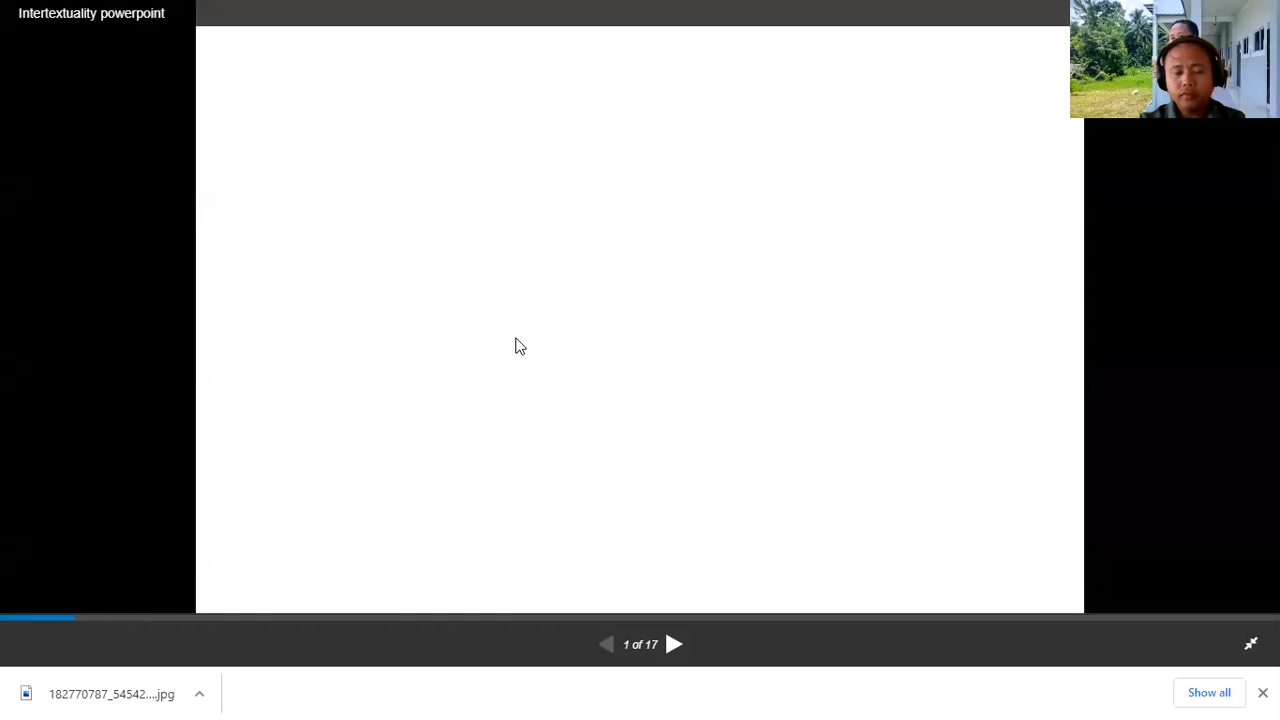 Intertextuality powerpoint
1 of 17
182770787_54542....jpg
Show all